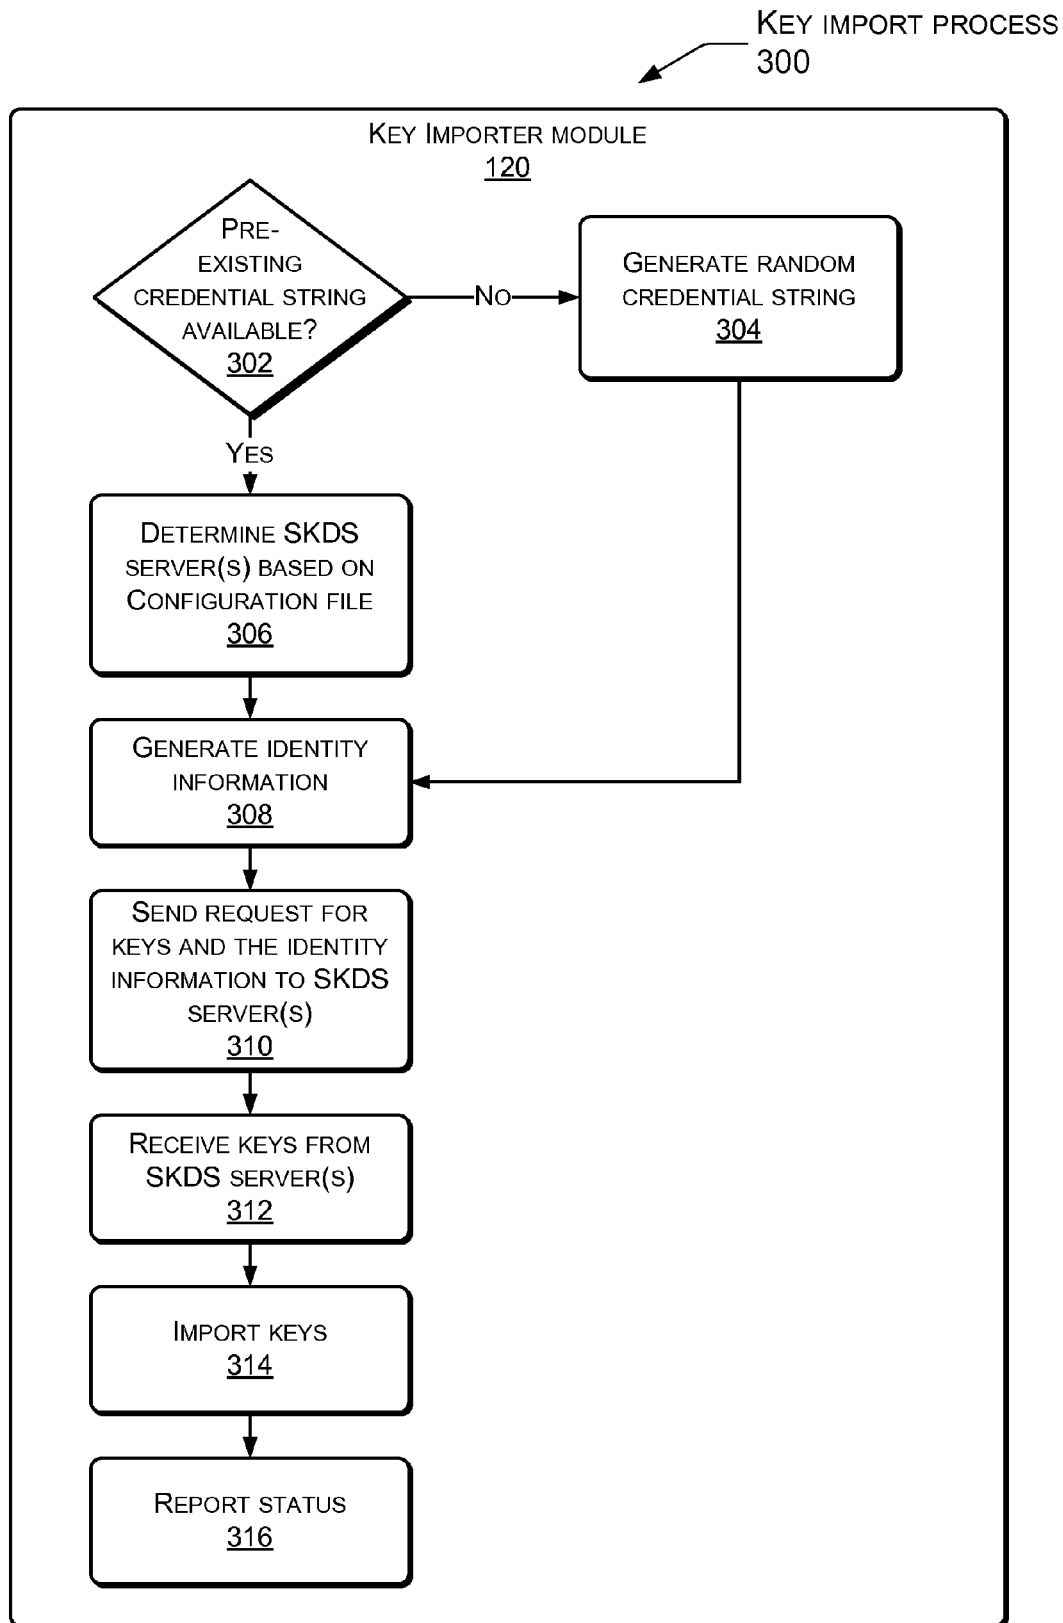 KEY IMPORT PROCESS
300
KEY IMPORTER MODULE
120
PRE-
EXISTING
CREDENTIAL STRING
AVAILABLE?
302
NO
GENERATE RANDOM
CREDENTIAL STRING
304
YES
DETERMINE SKDS
SERVER(S) BASED ON
CONFIGURATION FILE
306
GENERATE IDENTITY
INFORMATION
308
SEND REQUEST FOR
KEYS AND THE IDENTITY
INFORMATION TO SKDS
SERVER(S)
310
RECEIVE KEYS FROM
SKDS SERVER(S)
312
IMPORT KEYS
314
REPORT STATUS
316